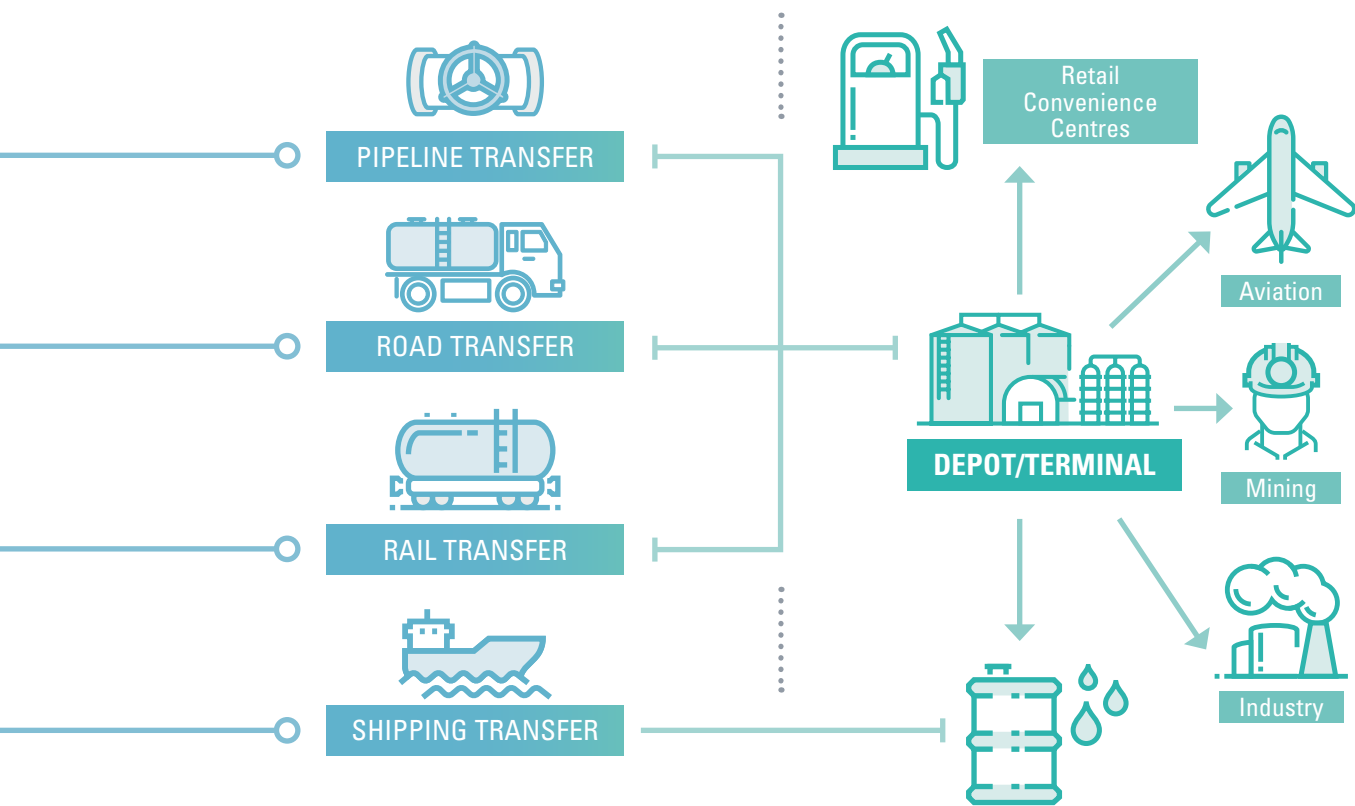 PIPELINE TRANSFER
ROAD TRANSFER
RAIL TRANSFER
SHIPPING TRANSFER
Retail
Convenience
Centres
DEPOT/TERMINAL
Aviation
Mining
Industry